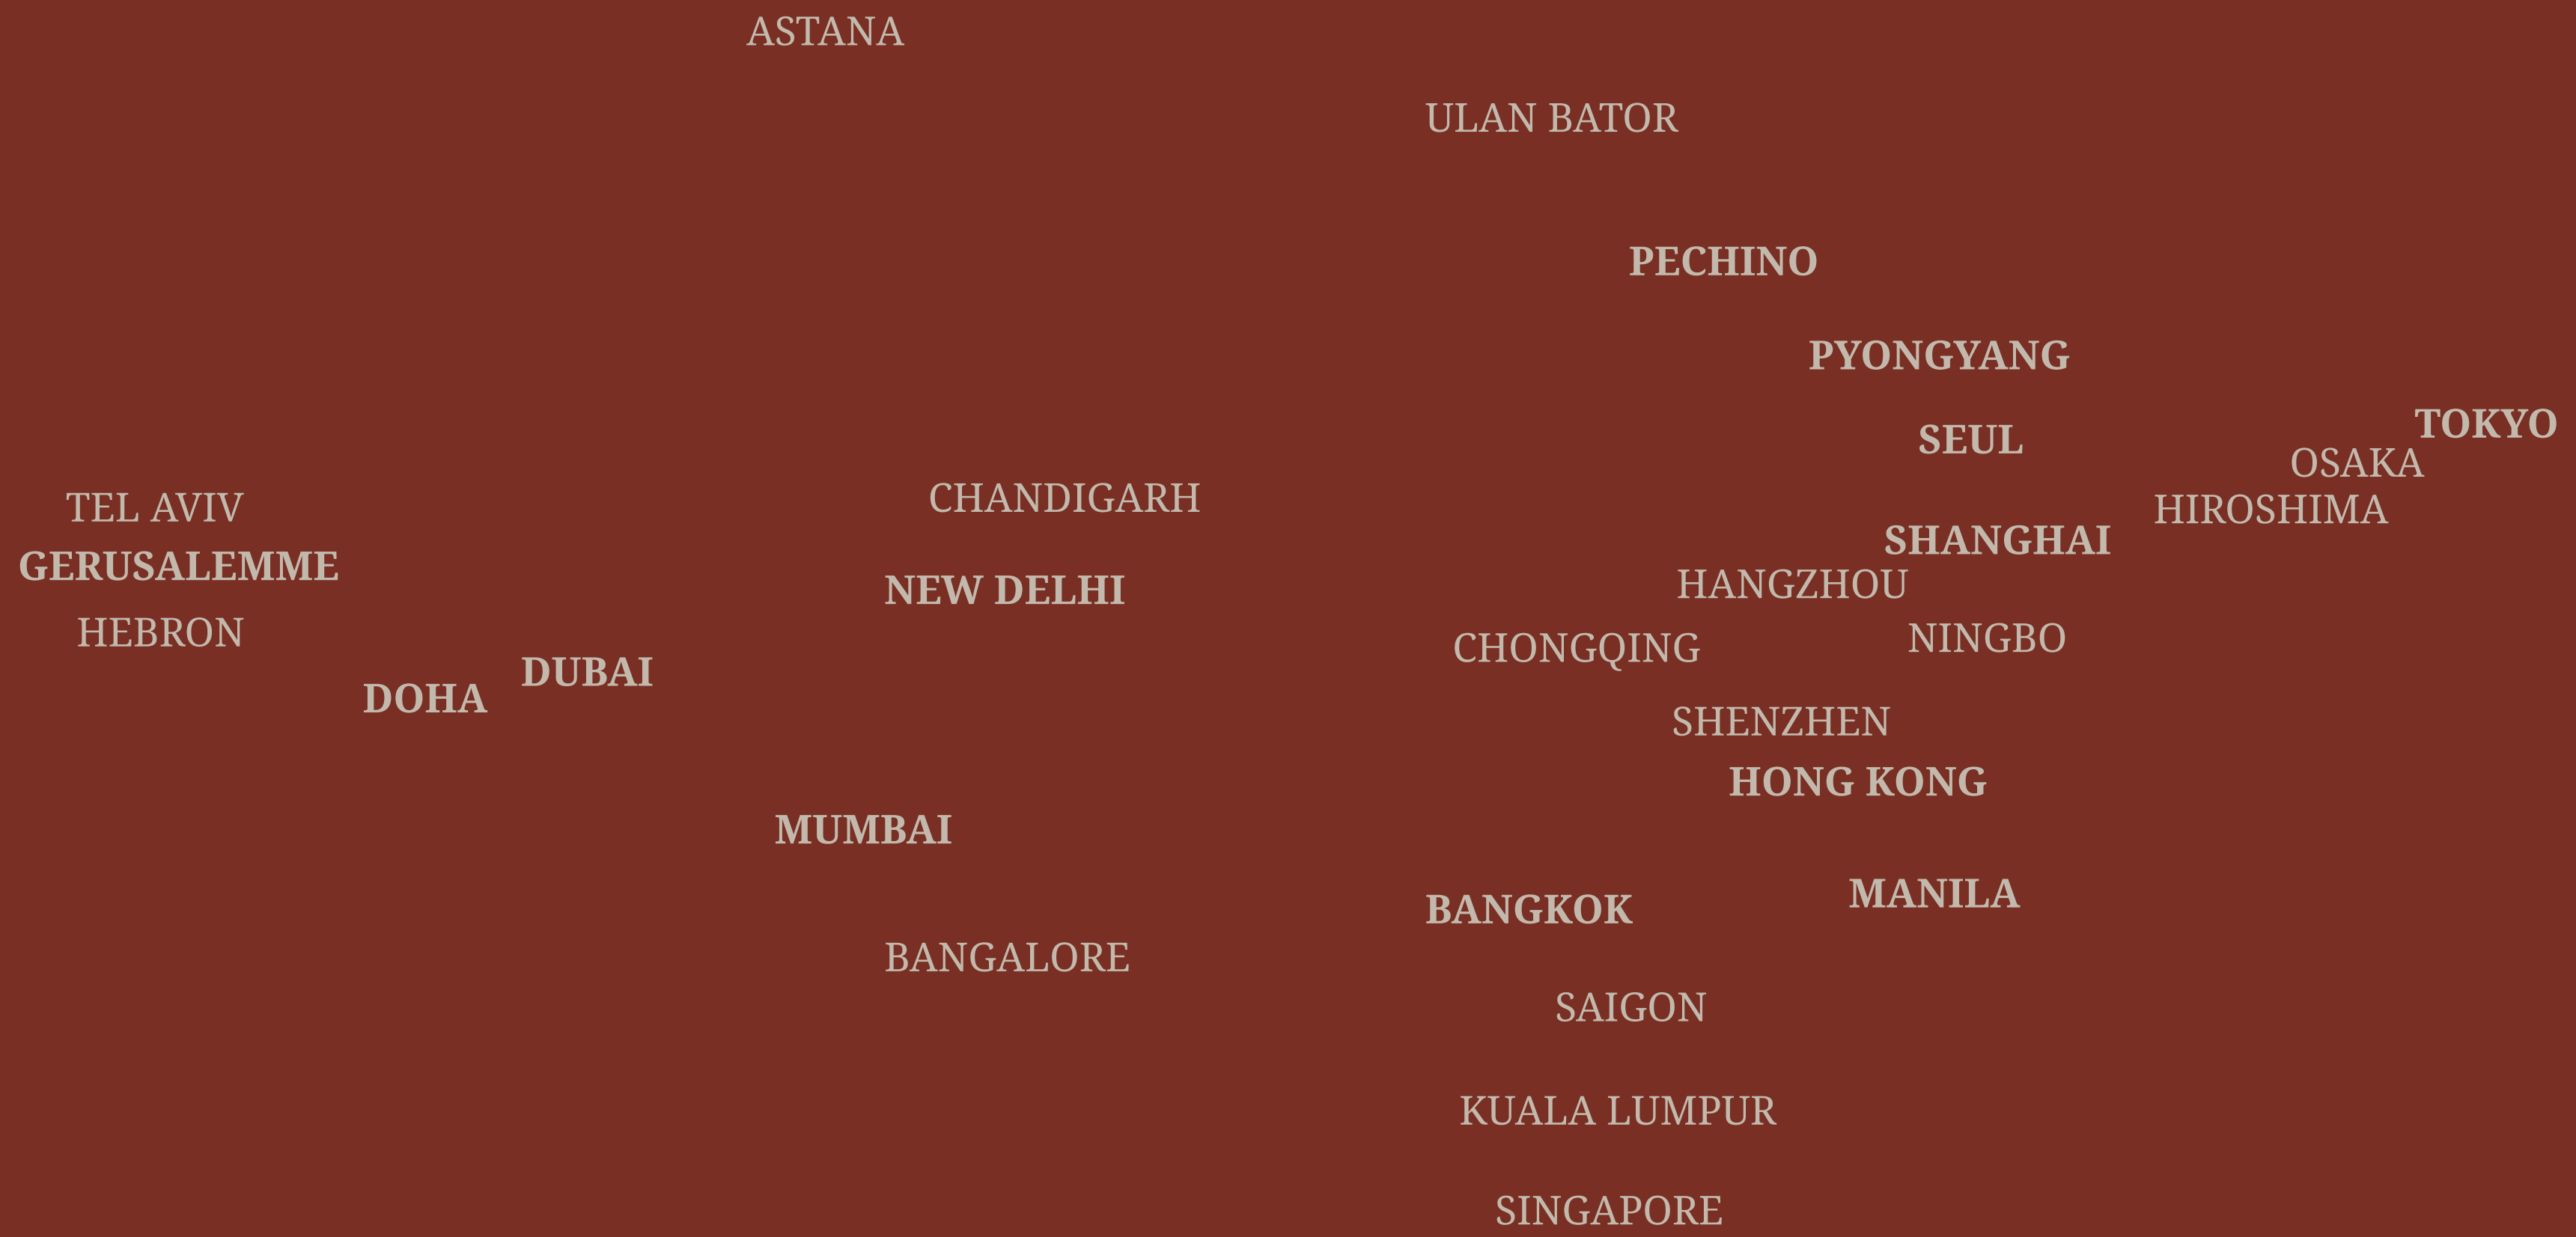 ASTANA
ULAN BATOR
PECHINO
PYONGYANG
TOKYO
SEUL
OSAKA
CHANDIGARH
TEL AVIV
HIROSHIMA
SHANGHAI
GERUSALEMME
HANGZHOU
NEW DELHI
HEBRON
NINGBO
CHONGQING
DUBAI
DOHA
SHENZHEN
HONG KONG
MUMBAI
MANILA
BANGKOK
BANGALORE
SAIGON
KUALA LUMPUR
SINGAPORE